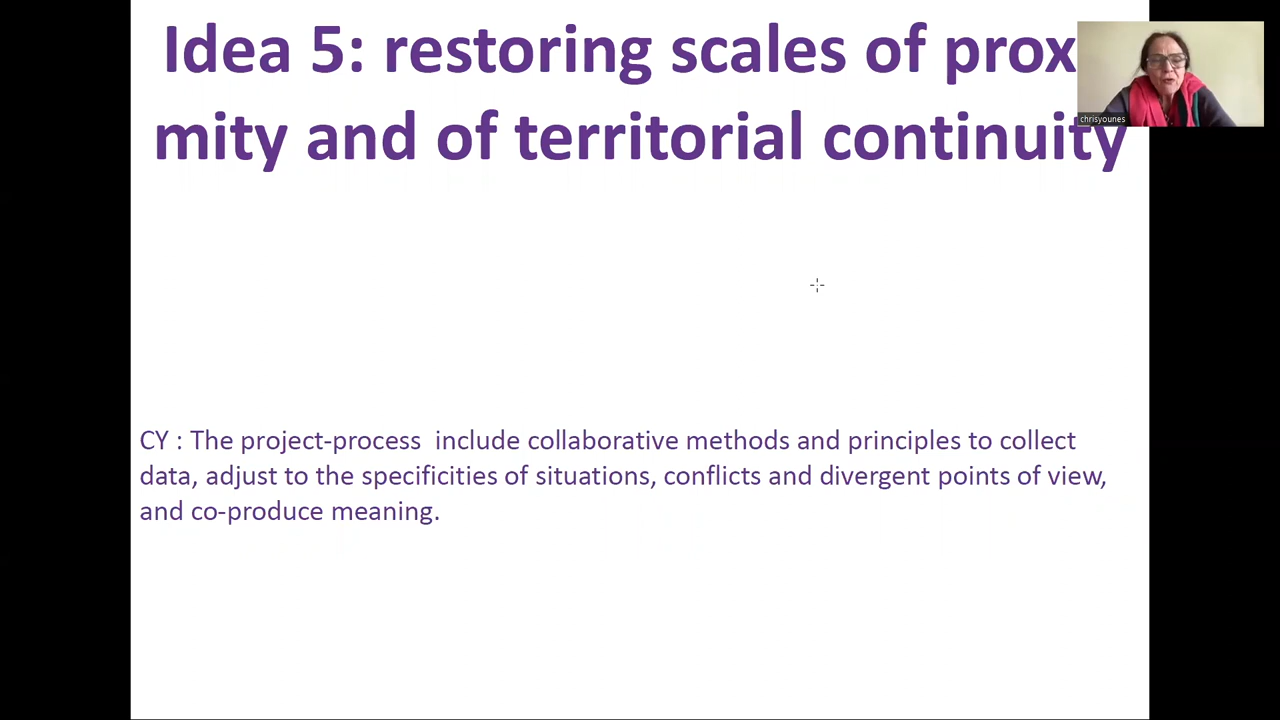 Idea 5: restoring scales of prox
mity and of territorial continuity
chrisyounes
CY : The project-process  include collaborative methods and principles to collect
data, adjust to the specificities of situations, conflicts and divergent points of view,
and co-produce meaning.